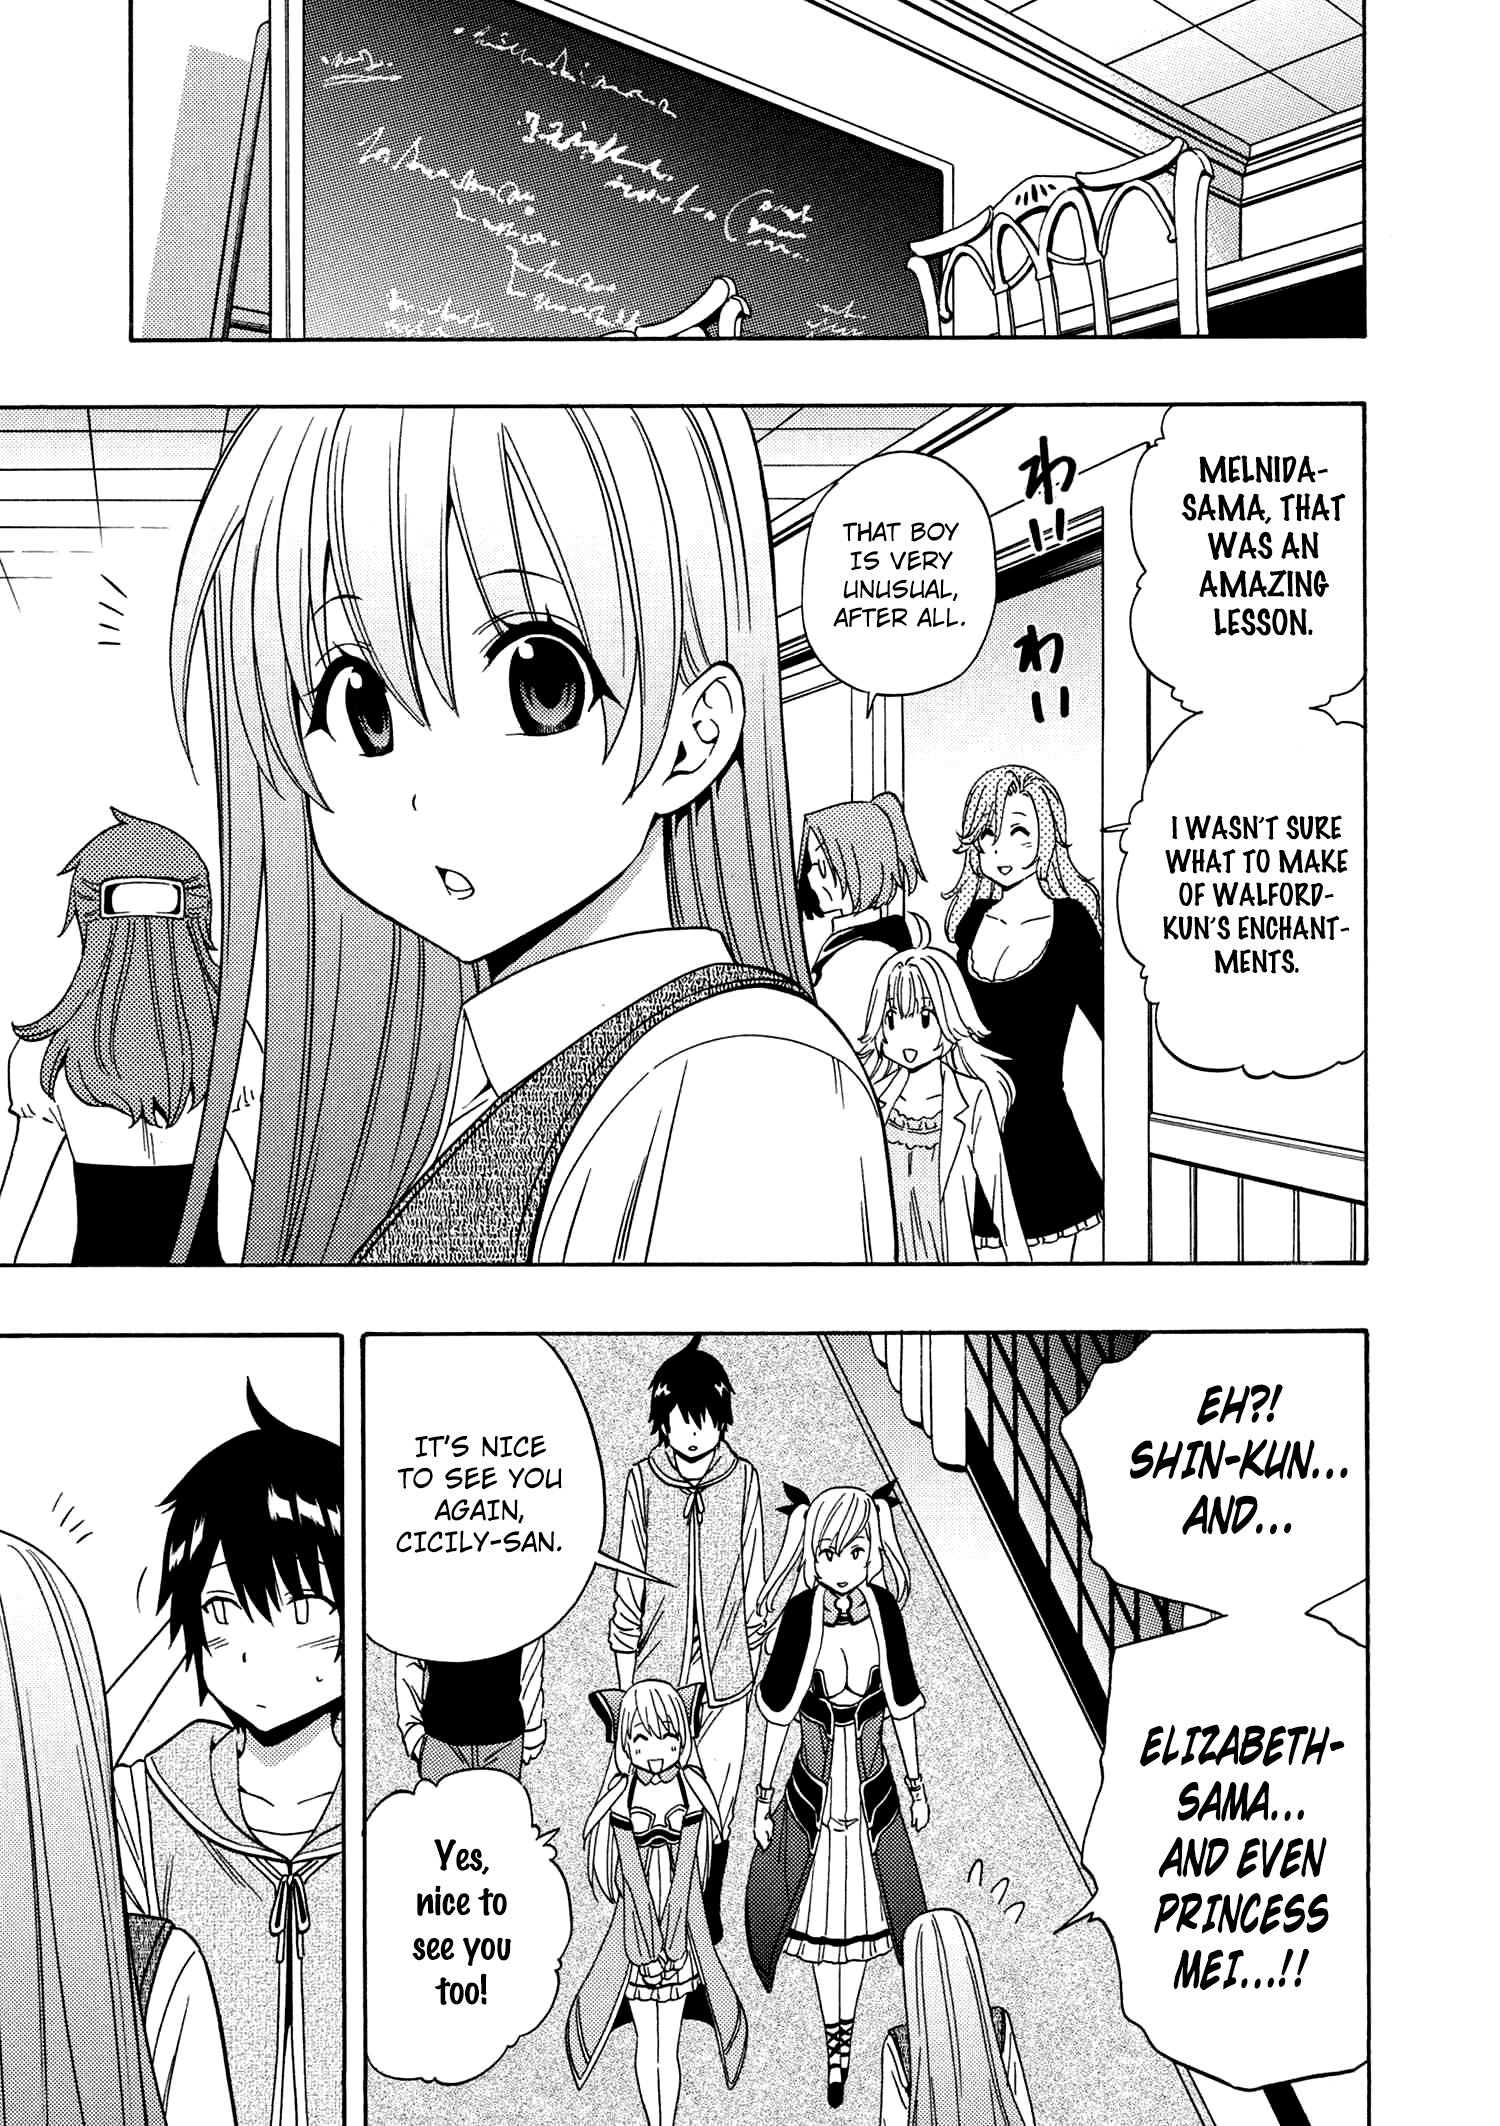 MELNIDA-
SAMA, THAT
WAS AN
AMAZING
LESSON.
I WASN'T SURE
WHAT TO MAKE
OF WALFORD-
KUN'S ENCHANT-
MENTS.
わい
わい
THAT BOY
IS VERY
UNUSUAL,
AFTER ALL.
EH?!
SHIN-KUN...
AND...
ELIZABETH-
SAMA...
AND EVEN
PRINCESS
MEI...!!
IT'S NICE
TO SEE YOU
AGAIN,
CICILY-SAN.
Yes,
nice to
see you
too!